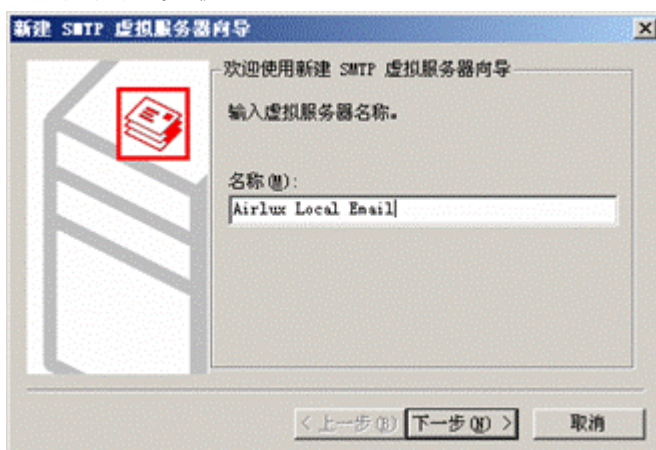 新建 SMTP 虚拟服务器向导
欢迎使用新建 SMTP 虚拟服务器向导
输入虚拟服务器名称。
名称(M):
Airlux Local Email
< 上一步(B) 下一步(N) > 取消